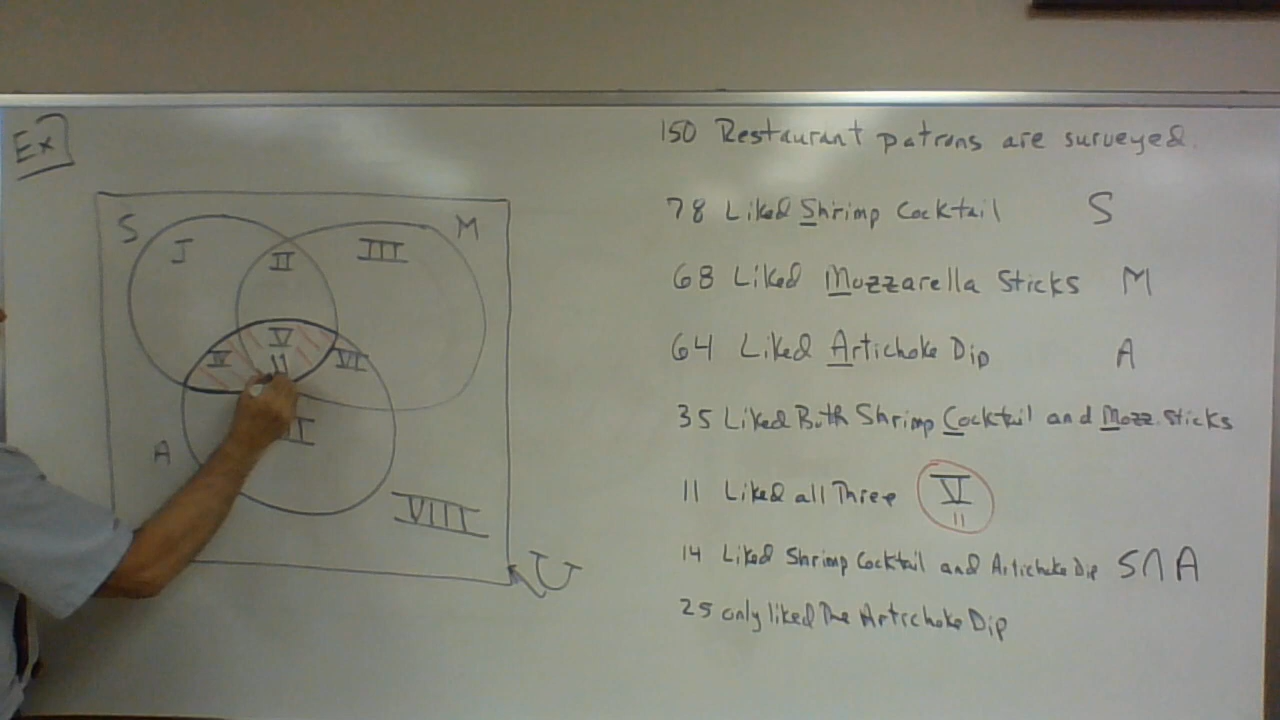 Ex
150 Restaurant patrons are surveyed.
78 Liked Shrimp Cocktail S
68 Liked Mozzarella Sticks M
64 Liked Artichoke Dip A
35 Liked Both Shrimp Cocktail and Mozz. Sticks
11 Liked all Three V
11
14 Liked Shrimp Cocktail and Artichoke Dip S∩A
25 only liked The Artichoke Dip
S M
I II III
V
IV 11 VI
A
VIII
U